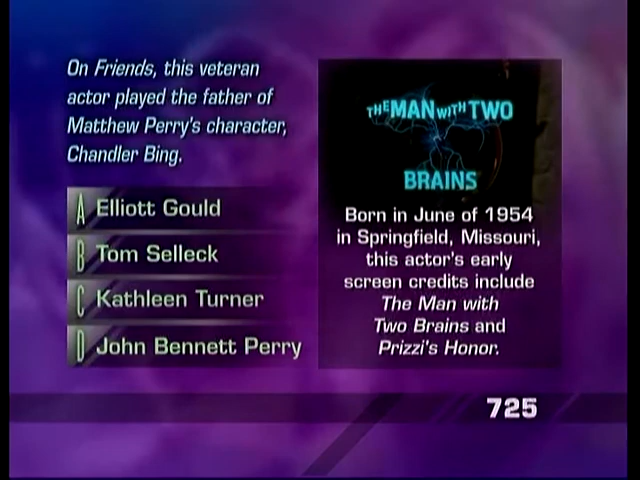 On Friends, this veteran
actor played the father of
Matthew Perry's character,
Chandler Bing.
A Elliott Gould
B Tom Selleck
C Kathleen Turner
D John Bennett Perry
THE MAN WITH TWO
BRAINS
Born in June of 1954
in Springfield, Missouri,
this actor's early
screen credits include
The Man with
Two Brains and
Prizzi's Honor.
725